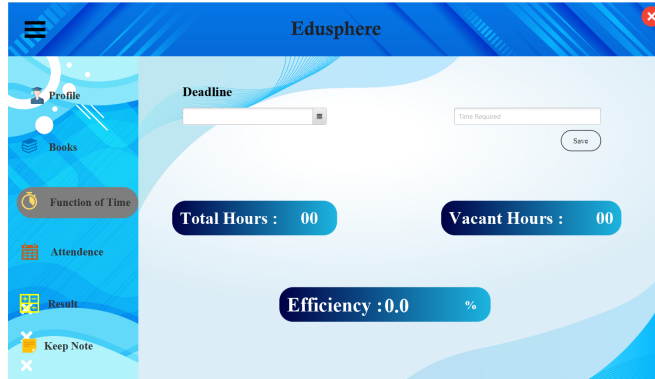 Edusphere
Profile
Books
Function of Time
Attendence
Result
Keep Note
Deadline
Time Required
Save
Total Hours : 00
Vacant Hours : 00
Efficiency : 0.0 %